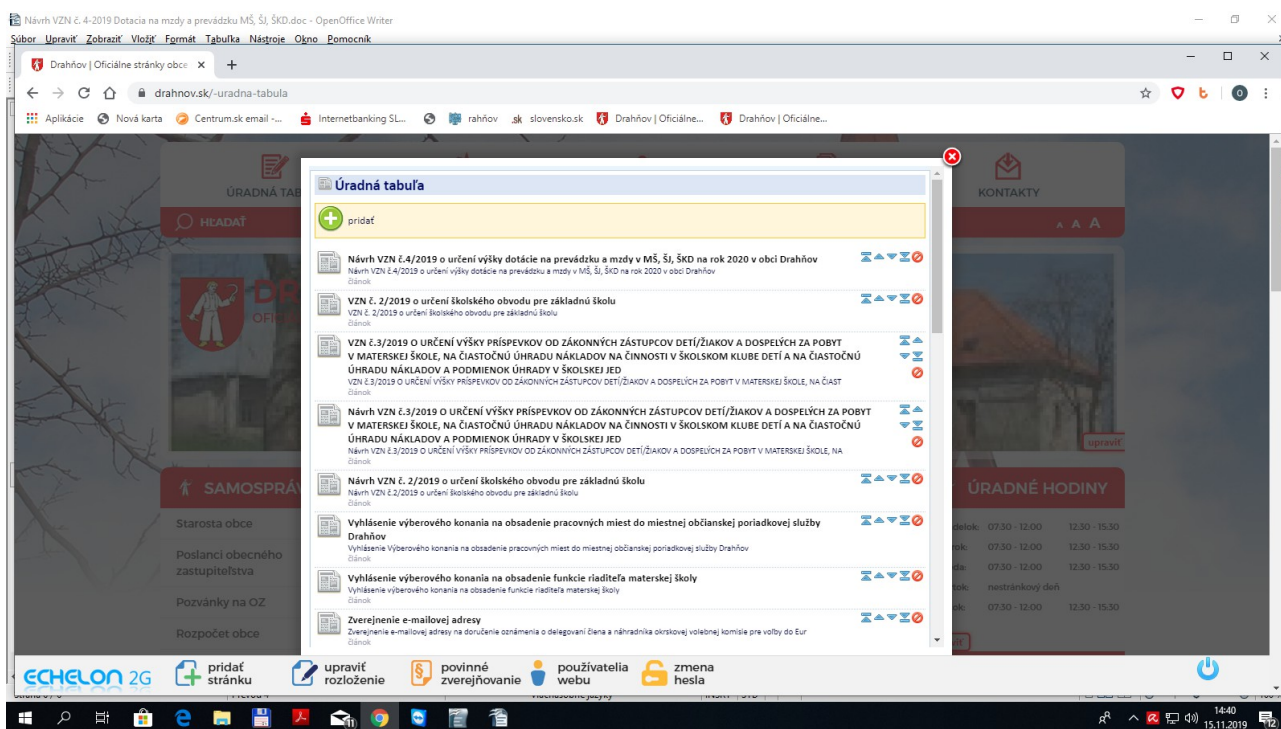 Návrh VZN č. 4-2019 Dotacia na mzdy a prevádzku MŠ, ŠJ, ŠKD.doc - OpenOffice Writer
Súbor Upraviť Zobraziť Vložiť Formát Tabuľka Nástroje Okno Pomocník
Drahňov | Oficiálne stránky obce
drahnov.sk/-uradna-tabula
Aplikácie Nová karta Centrum.sk email -... Internetbanking SL... rahňov slovensko.sk Drahňov | Oficiálne... Drahňov | Oficiálne...
ÚRADNÁ TAB
KONTAKTY
HĽADAŤ
A A A
Úradná tabuľa
pridať
Návrh VZN č.4/2019 o určení výšky dotácie na prevádzku a mzdy v MŠ, ŠJ, ŠKD na rok 2020 v obci Drahňov
Návrh VZN č.4/2019 o určení výšky dotácie na prevádzku a mzdy v MŠ, ŠJ, ŠKD na rok 2020 v obci Drahňov
článok
VZN č. 2/2019 o určení školského obvodu pre základnú školu
VZN č. 2/2019 o určení školského obvodu pre základnú školu
článok
VZN č.3/2019 O URČENÍ VÝŠKY PRÍSPEVKOV OD ZÁKONNÝCH ZÁSTUPCOV DETÍ/ŽIAKOV A DOSPELÝCH ZA POBYT
V MATERSKEJ ŠKOLE, NA ČIASTOČNÚ ÚHRADU NÁKLADOV NA ČINNOSTI V ŠKOLSKOM KLUBE DETÍ A NA ČIASTOČNÚ
ÚHRADU NÁKLADOV A PODMIENOK ÚHRADY V ŠKOLSKEJ JED
VZN č.3/2019 O URČENÍ VÝŠKY PRÍSPEVKOV OD ZÁKONNÝCH ZÁSTUPCOV DETÍ/ŽIAKOV A DOSPELÝCH ZA POBYT V MATERSKEJ ŠKOLE, NA ČIAST
článok
Návrh VZN č.3/2019 O URČENÍ VÝŠKY PRÍSPEVKOV OD ZÁKONNÝCH ZÁSTUPCOV DETÍ/ŽIAKOV A DOSPELÝCH ZA POBYT
V MATERSKEJ ŠKOLE, NA ČIASTOČNÚ ÚHRADU NÁKLADOV NA ČINNOSTI V ŠKOLSKOM KLUBE DETÍ A NA ČIASTOČNÚ
ÚHRADU NÁKLADOV A PODMIENOK ÚHRADY V ŠKOLSKEJ JED
Návrh VZN č.3/2019 O URČENÍ VÝŠKY PRÍSPEVKOV OD ZÁKONNÝCH ZÁSTUPCOV DETÍ/ŽIAKOV A DOSPELÝCH ZA POBYT V MATERSKEJ ŠKOLE, NA
článok
Návrh VZN č. 2/2019 o určení školského obvodu pre základnú školu
Návrh VZN č.2/2019 o určení školského obvodu pre základnú školu
článok
Vyhlásenie výberového konania na obsadenie pracovných miest do miestnej občianskej poriadkovej služby
Drahňov
Vyhlásenie Výberového konania na obsadenie pracovných miest do miestnej občianskej poriadkovej služby Drahňov
článok
Vyhlásenie výberového konania na obsadenie funkcie riaditeľa materskej školy
Vyhlásenie výberového konania na obsadenie funkcie riaditeľa materskej školy
článok
Zverejnenie e-mailovej adresy
Zverejnenie e-mailovej adresy na doručenie oznámenia o delegovaní člena a náhradníka okrskovej volebnej komisie pre voľby do Eur
článok
upraviť
SAMOSPRÁV
Starosta obce
Poslanci obecného
zastupiteľstva
Pozvánky na OZ
Rozpočet obce
ÚRADNÉ HODINY
delok: 07:30 - 12:00 12:30 - 15:30
rok: 07:30 - 12:00 12:30 - 15:30
da: 07:30 - 12:00 12:30 - 15:30
tok: nestránkový deň
ok: 07:30 - 12:00 12:30 - 15:30
ECHELON 2G
pridať
stránku
upraviť
rozloženie
povinné
zverejňovanie
používatelia
webu
zmena
hesla
14:40
15.11.2019